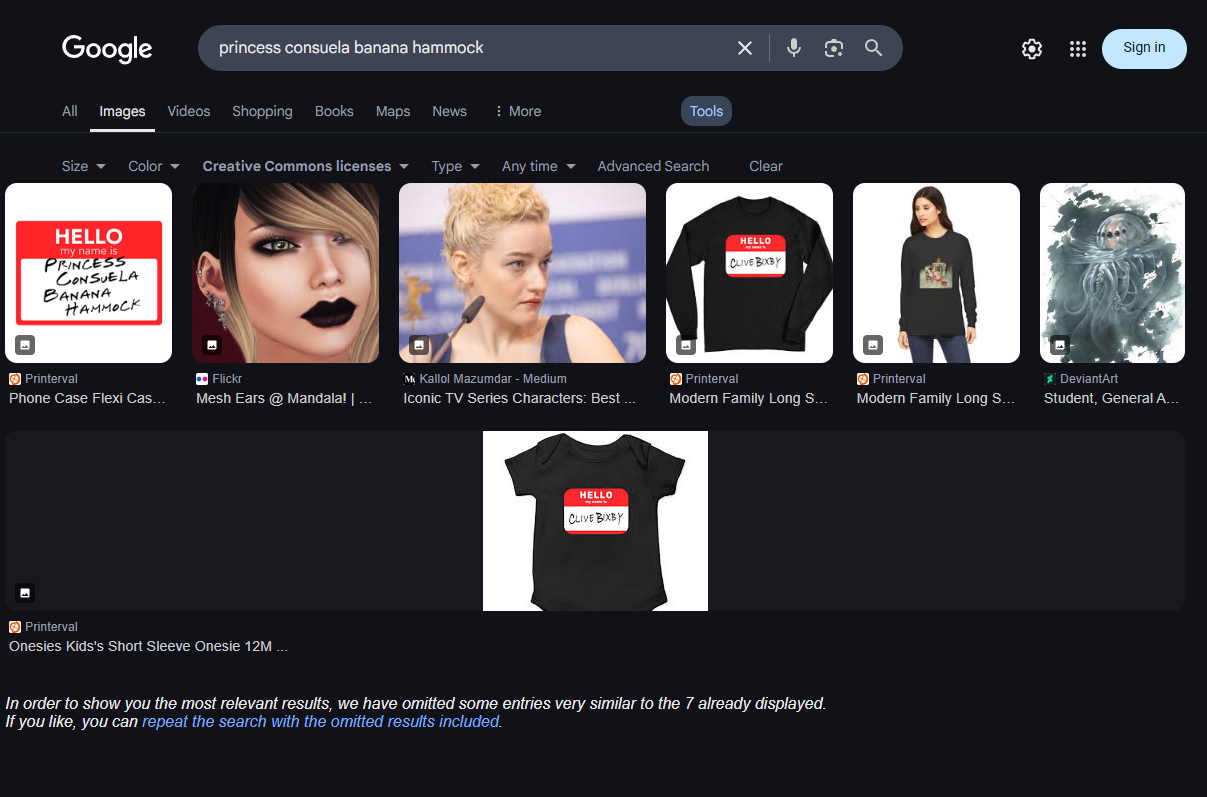 Google
princess consuela banana hammock
Sign in
All Images Videos Shopping Books Maps News More
Tools
Size Color Creative Commons licenses Type Any time Advanced Search Clear
HELLO
my name is
PRINCESS
CONSUELA
BANANA
HAMMOCK
HELLO
my name is
CLIVE BIXBY
Printerval
Phone Case Flexi Cas...
Flickr
Mesh Ears @ Mandala! | ...
Kallol Mazumdar - Medium
Iconic TV Series Characters: Best ...
Printerval
Modern Family Long S...
Printerval
Modern Family Long S...
DeviantArt
Student, General A...
HELLO
my name is
CLIVE BIXBY
Printerval
Onesies Kids's Short Sleeve Onesie 12M ...
In order to show you the most relevant results, we have omitted some entries very similar to the 7 already displayed.
If you like, you can repeat the search with the omitted results included.